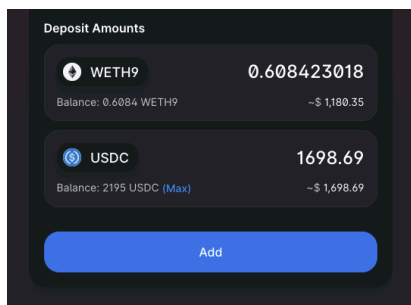 Deposit Amounts
WETH9 0.608423018
Balance: 0.6084 WETH9 ~$ 1,180.35
USDC 1698.69
Balance: 2195 USDC (Max) ~$ 1,698.69
Add